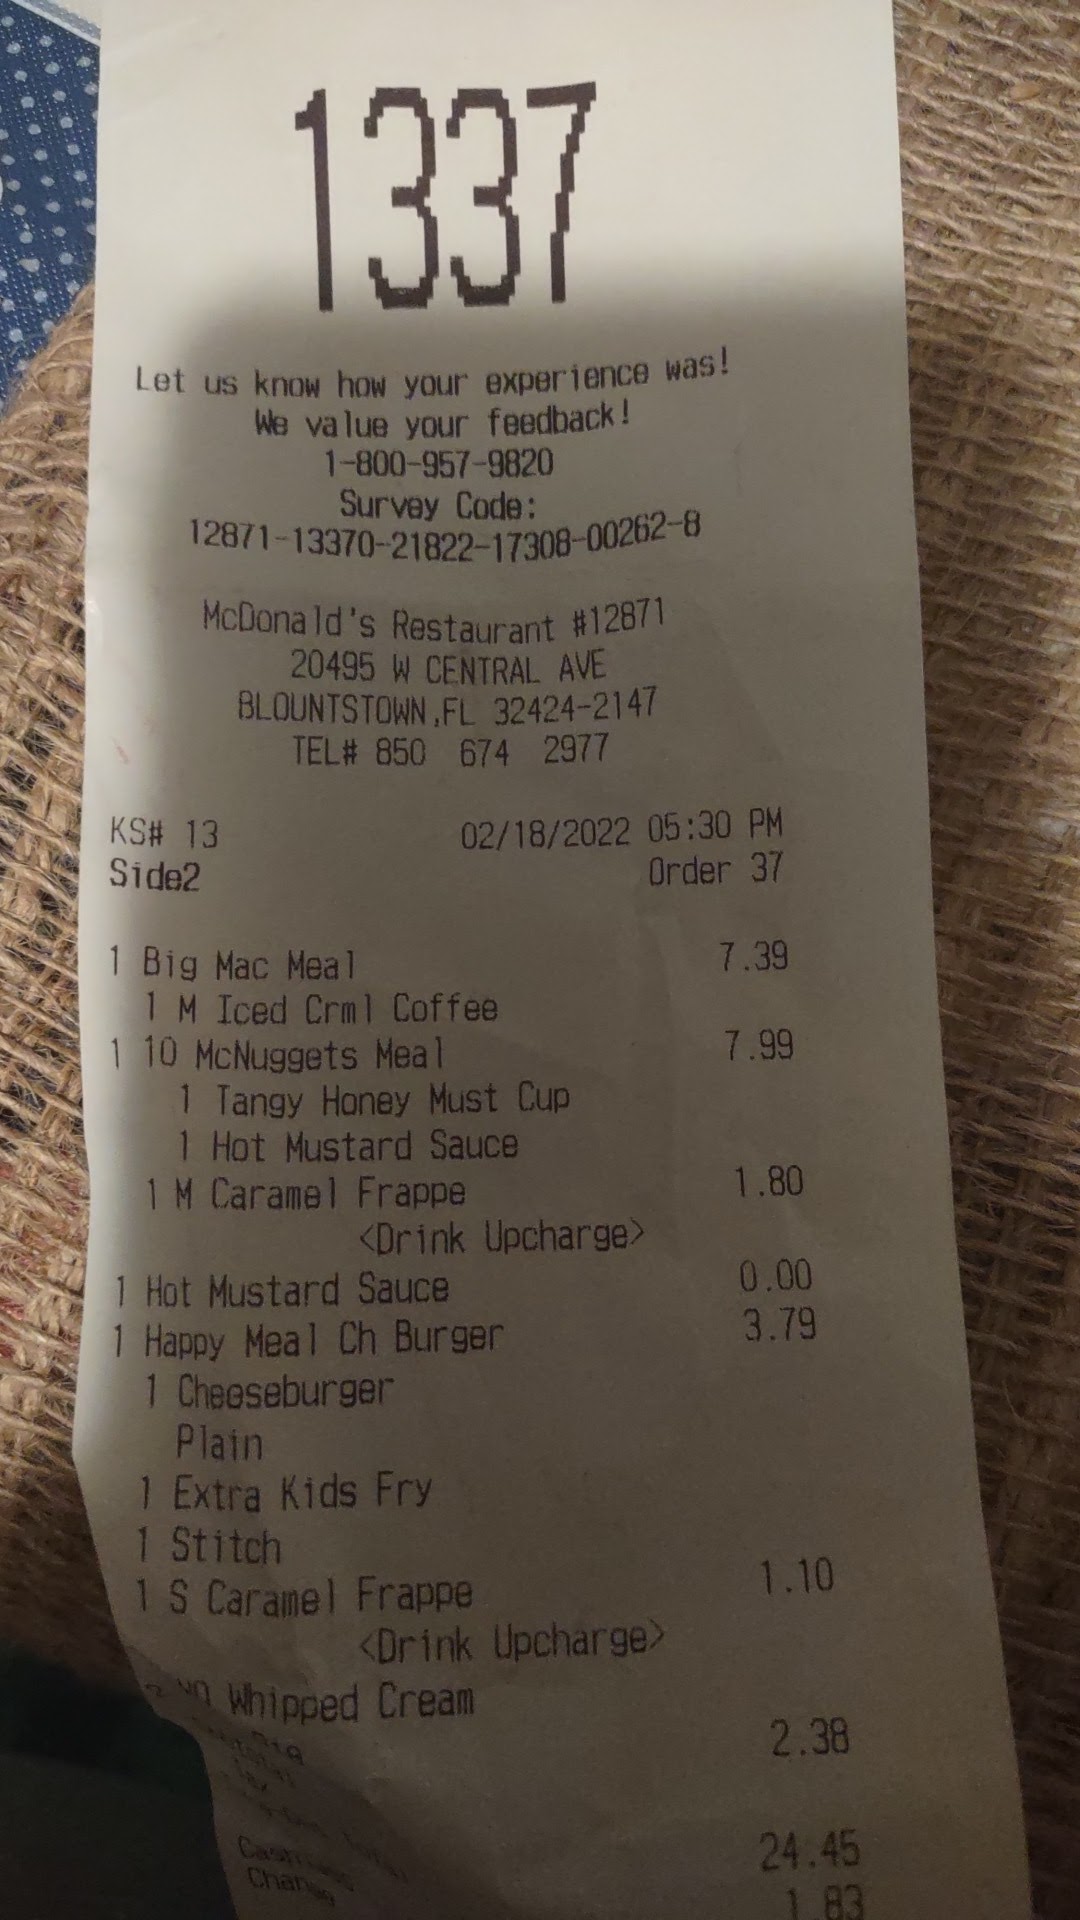 1337
Let us know how your experience was!
We value your feedback!
1-800-957-9820
Survey Code:
12871-13370-21822-17308-00262-8
McDonald's Restaurant #12871
20495 W CENTRAL AVE
BLOUNTSTOWN,FL 32424-2147
TEL# 850 674 2977
KS# 13 02/18/2022 05:30 PM
Side2 Order 37
1 Big Mac Meal 7.39
1 M Iced Crml Coffee
1 10 McNuggets Meal 7.99
1 Tangy Honey Must Cup
1 Hot Mustard Sauce
1 M Caramel Frappe 1.80
<Drink Upcharge>
1 Hot Mustard Sauce 0.00
1 Happy Meal Ch Burger 3.79
1 Cheeseburger
Plain
1 Extra Kids Fry
1 Stitch
1 S Caramel Frappe 1.10
<Drink Upcharge>
Whipped Cream
2.38
24.45
1.83